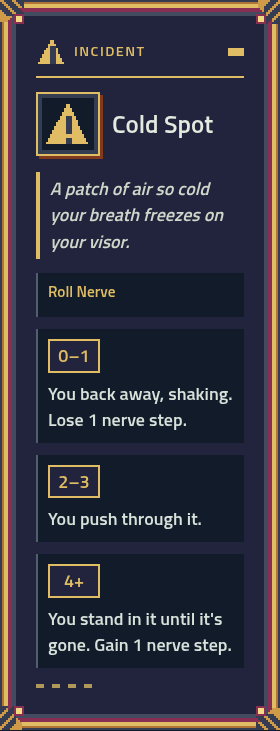 INCIDENT
Cold Spot
A patch of air so cold
your breath freezes on
your visor.
Roll Nerve
0–1
You back away, shaking.
Lose 1 nerve step.
2–3
You push through it.
4+
You stand in it until it's
gone. Gain 1 nerve step.